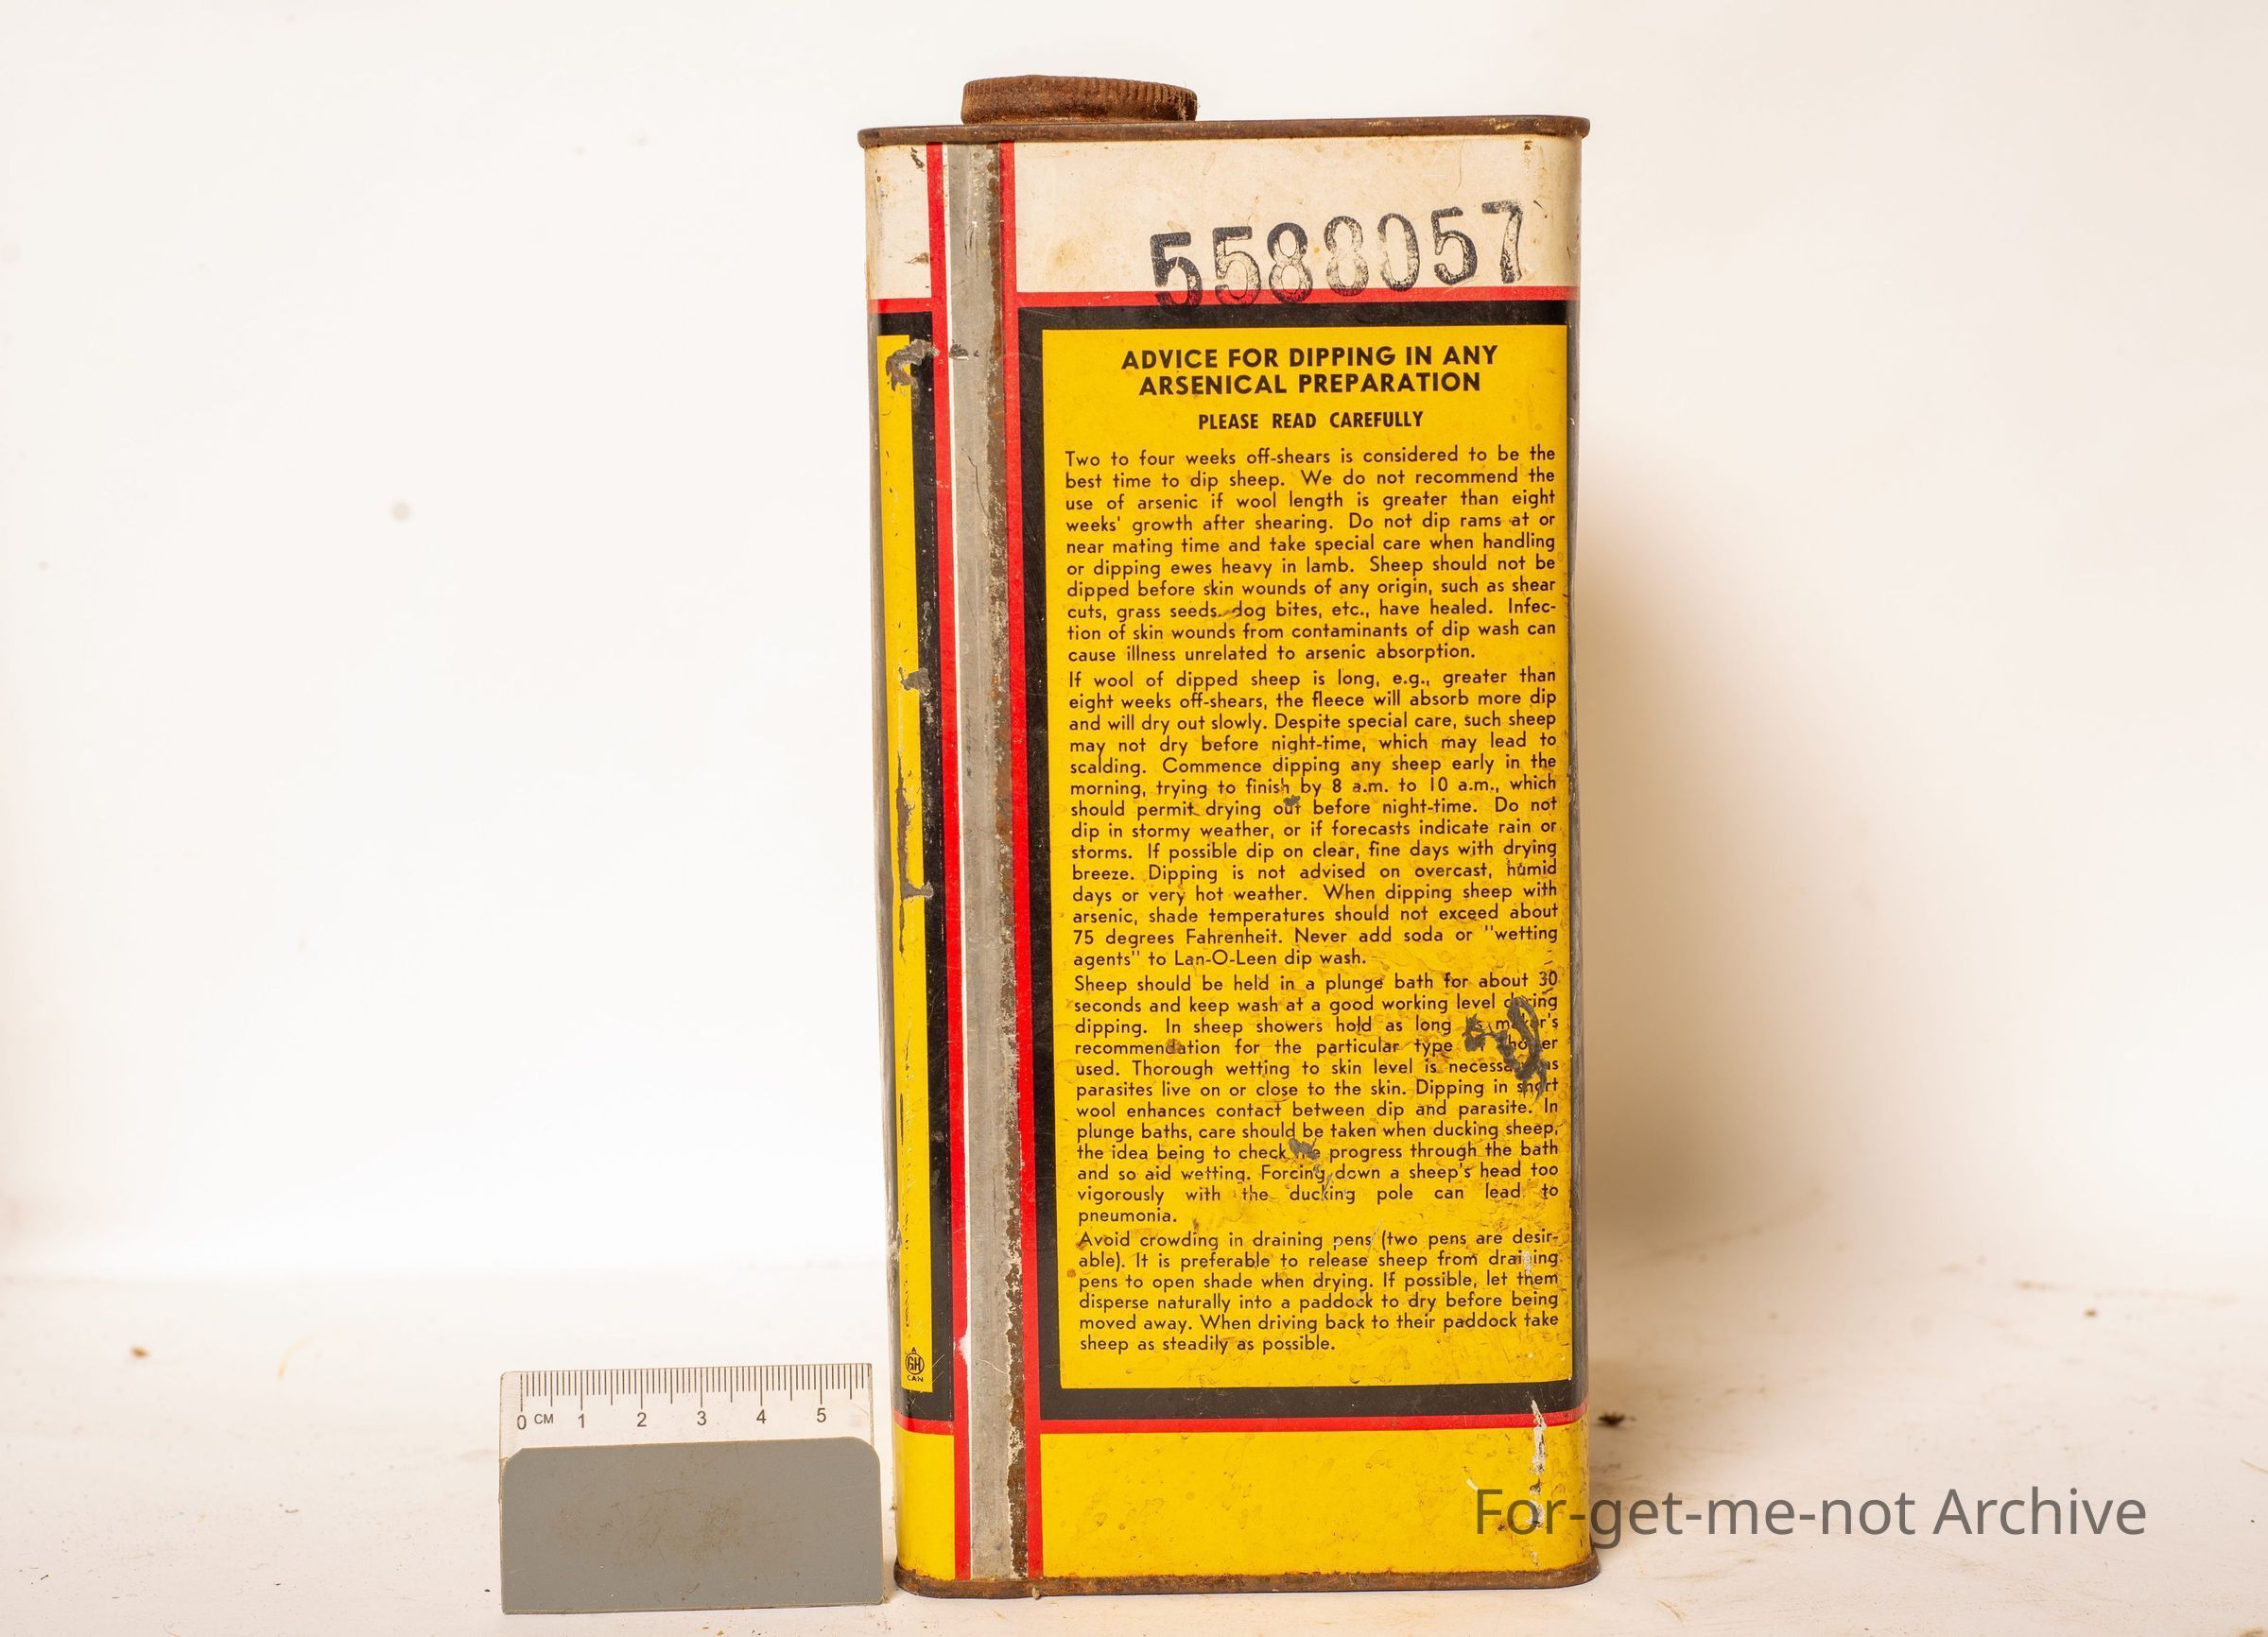 5588057
ADVICE FOR DIPPING IN ANY
ARSENICAL PREPARATION
PLEASE READ CAREFULLY
Two to four weeks off-shears is considered to be the
best time to dip sheep. We do not recommend the
use of arsenic if wool length is greater than eight
weeks' growth after shearing. Do not dip rams at or
near mating time and take special care when handling
or dipping ewes heavy in lamb. Sheep should not be
dipped before skin wounds of any origin, such as shear
cuts, grass seeds, dog bites, etc., have healed. Infec-
tion of skin wounds from contaminants of dip wash can
cause illness unrelated to arsenic absorption.
If wool of dipped sheep is long, e.g., greater than
eight weeks off-shears, the fleece will absorb more dip
and will dry out slowly. Despite special care, such sheep
may not dry before night-time, which may lead to
scalding. Commence dipping any sheep early in the
morning, trying to finish by 8 a.m. to 10 a.m., which
should permit drying out before night-time. Do not
dip in stormy weather, or if forecasts indicate rain or
storms. If possible dip on clear, fine days with drying
breeze. Dipping is not advised on overcast, humid
days or very hot weather. When dipping sheep with
arsenic, shade temperatures should not exceed about
75 degrees Fahrenheit. Never add soda or "wetting
agents" to Lan-O-Leen dip wash.
Sheep should be held in a plunge bath for about 30
seconds and keep wash at a good working level during
dipping. In sheep showers hold as long as maker's
recommendation for the particular type shower
used. Thorough wetting to skin level is necessary as
parasites live on or close to the skin. Dipping in short
wool enhances contact between dip and parasite. In
plunge baths, care should be taken when ducking sheep,
the idea being to check progress through the bath
and so aid wetting. Forcing down a sheep's head too
vigorously with the ducking pole can lead to
pneumonia.
Avoid crowding in draining pens (two pens are desir-
able). It is preferable to release sheep from draining
pens to open shade when drying. If possible, let them
disperse naturally into a paddock to dry before being
moved away. When driving back to their paddock take
sheep as steadily as possible.
A
GH
CAN
0 CM 1 2 3 4 5
For-get-me-not Archive